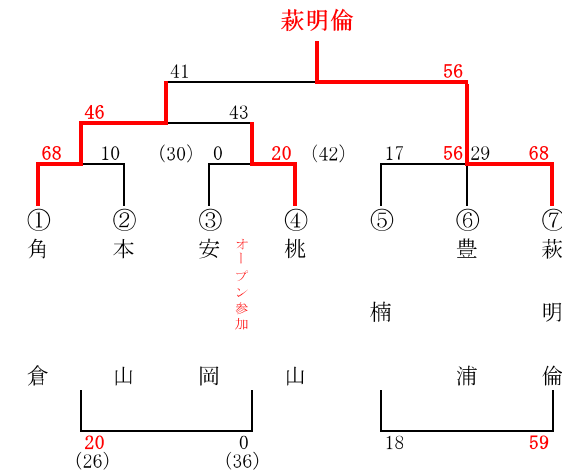 萩明倫
41 56
46 43
68 10 (30) 0 20 (42) 17 56 29 68
① ② ③ ④ ⑤ ⑥ ⑦
角倉
本山
安岡
オープン参加
桃山
楠
豊浦
萩明倫
20 0 18 59
(26) (36)